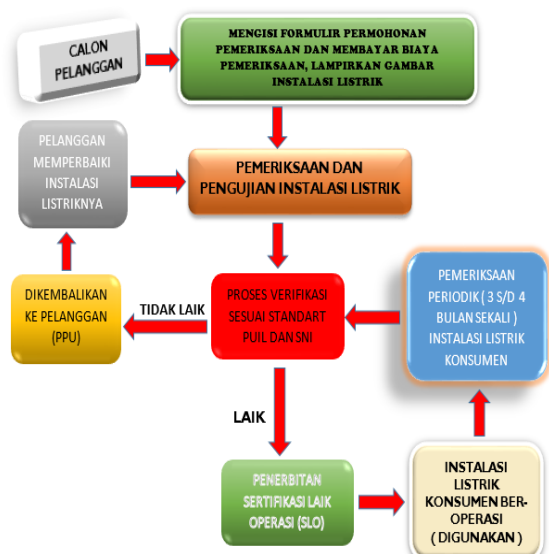 CALON
PELANGGAN
MENGISI FORMULIR PERMOHONAN
PEMERIKSAAN DAN MEMBAYAR BIAYA
PEMERIKSAAN, LAMPIRKAN GAMBAR
INSTALASI LISTRIK
PELANGGAN
MEMPERBAIKI
INSTALASI
LISTRIKNYA
PEMERIKSAAN DAN
PENGUJIAN INSTALASI LISTRIK
DIKEMBALIKAN
KE PELANGGAN
(PPU)
TIDAK LAIK
PROSES VERIFIKASI
SESUAI STANDART
PUIL DAN SNI
PEMERIKSAAN
PERIODIK ( 3 S/D 4
BULAN SEKALI )
INSTALASI LISTRIK
KONSUMEN
LAIK
PENERBITAN
SERTIFIKASI LAIK
OPERASI (SLO)
INSTALASI
LISTRIK
KONSUMEN BER-
OPERASI
( DIGUNAKAN )